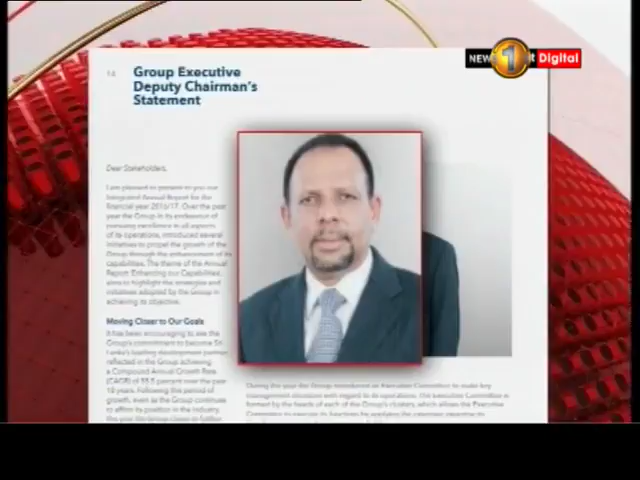 NEWS 1st Digital
14
Group Executive
Deputy Chairman's
Statement
Dear Stakeholders,
I am pleased to present to you our
Integrated Annual Report for the
financial year 2016/17. Over the past
year the Group in its endeavour of
pursuing excellence in all aspects
of its operations, introduced several
initiatives to propel the growth of the
Group through the enhancement of its
capabilities. The theme of the Annual
Report 'Enhancing our Capabilities'
aims to highlight the strategies and
initiatives adopted by the Group in
achieving its objective.
Moving Closer to Our Goals
It has been encouraging to see the
Group's commitment to become Sri
Lanka's leading development partner
reflected in the Group achieving
a Compound Annual Growth Rate
(CAGR) of percent over the past
10 years. Following this period of
growth, even as the Group continues
to affirm its position in the industry,
During the year the Group introduced an Executive Committee to make key
management decisions with regard to its operations. The Executive Committee is
formed by the heads of each of the Group's clusters, which allows the Executive